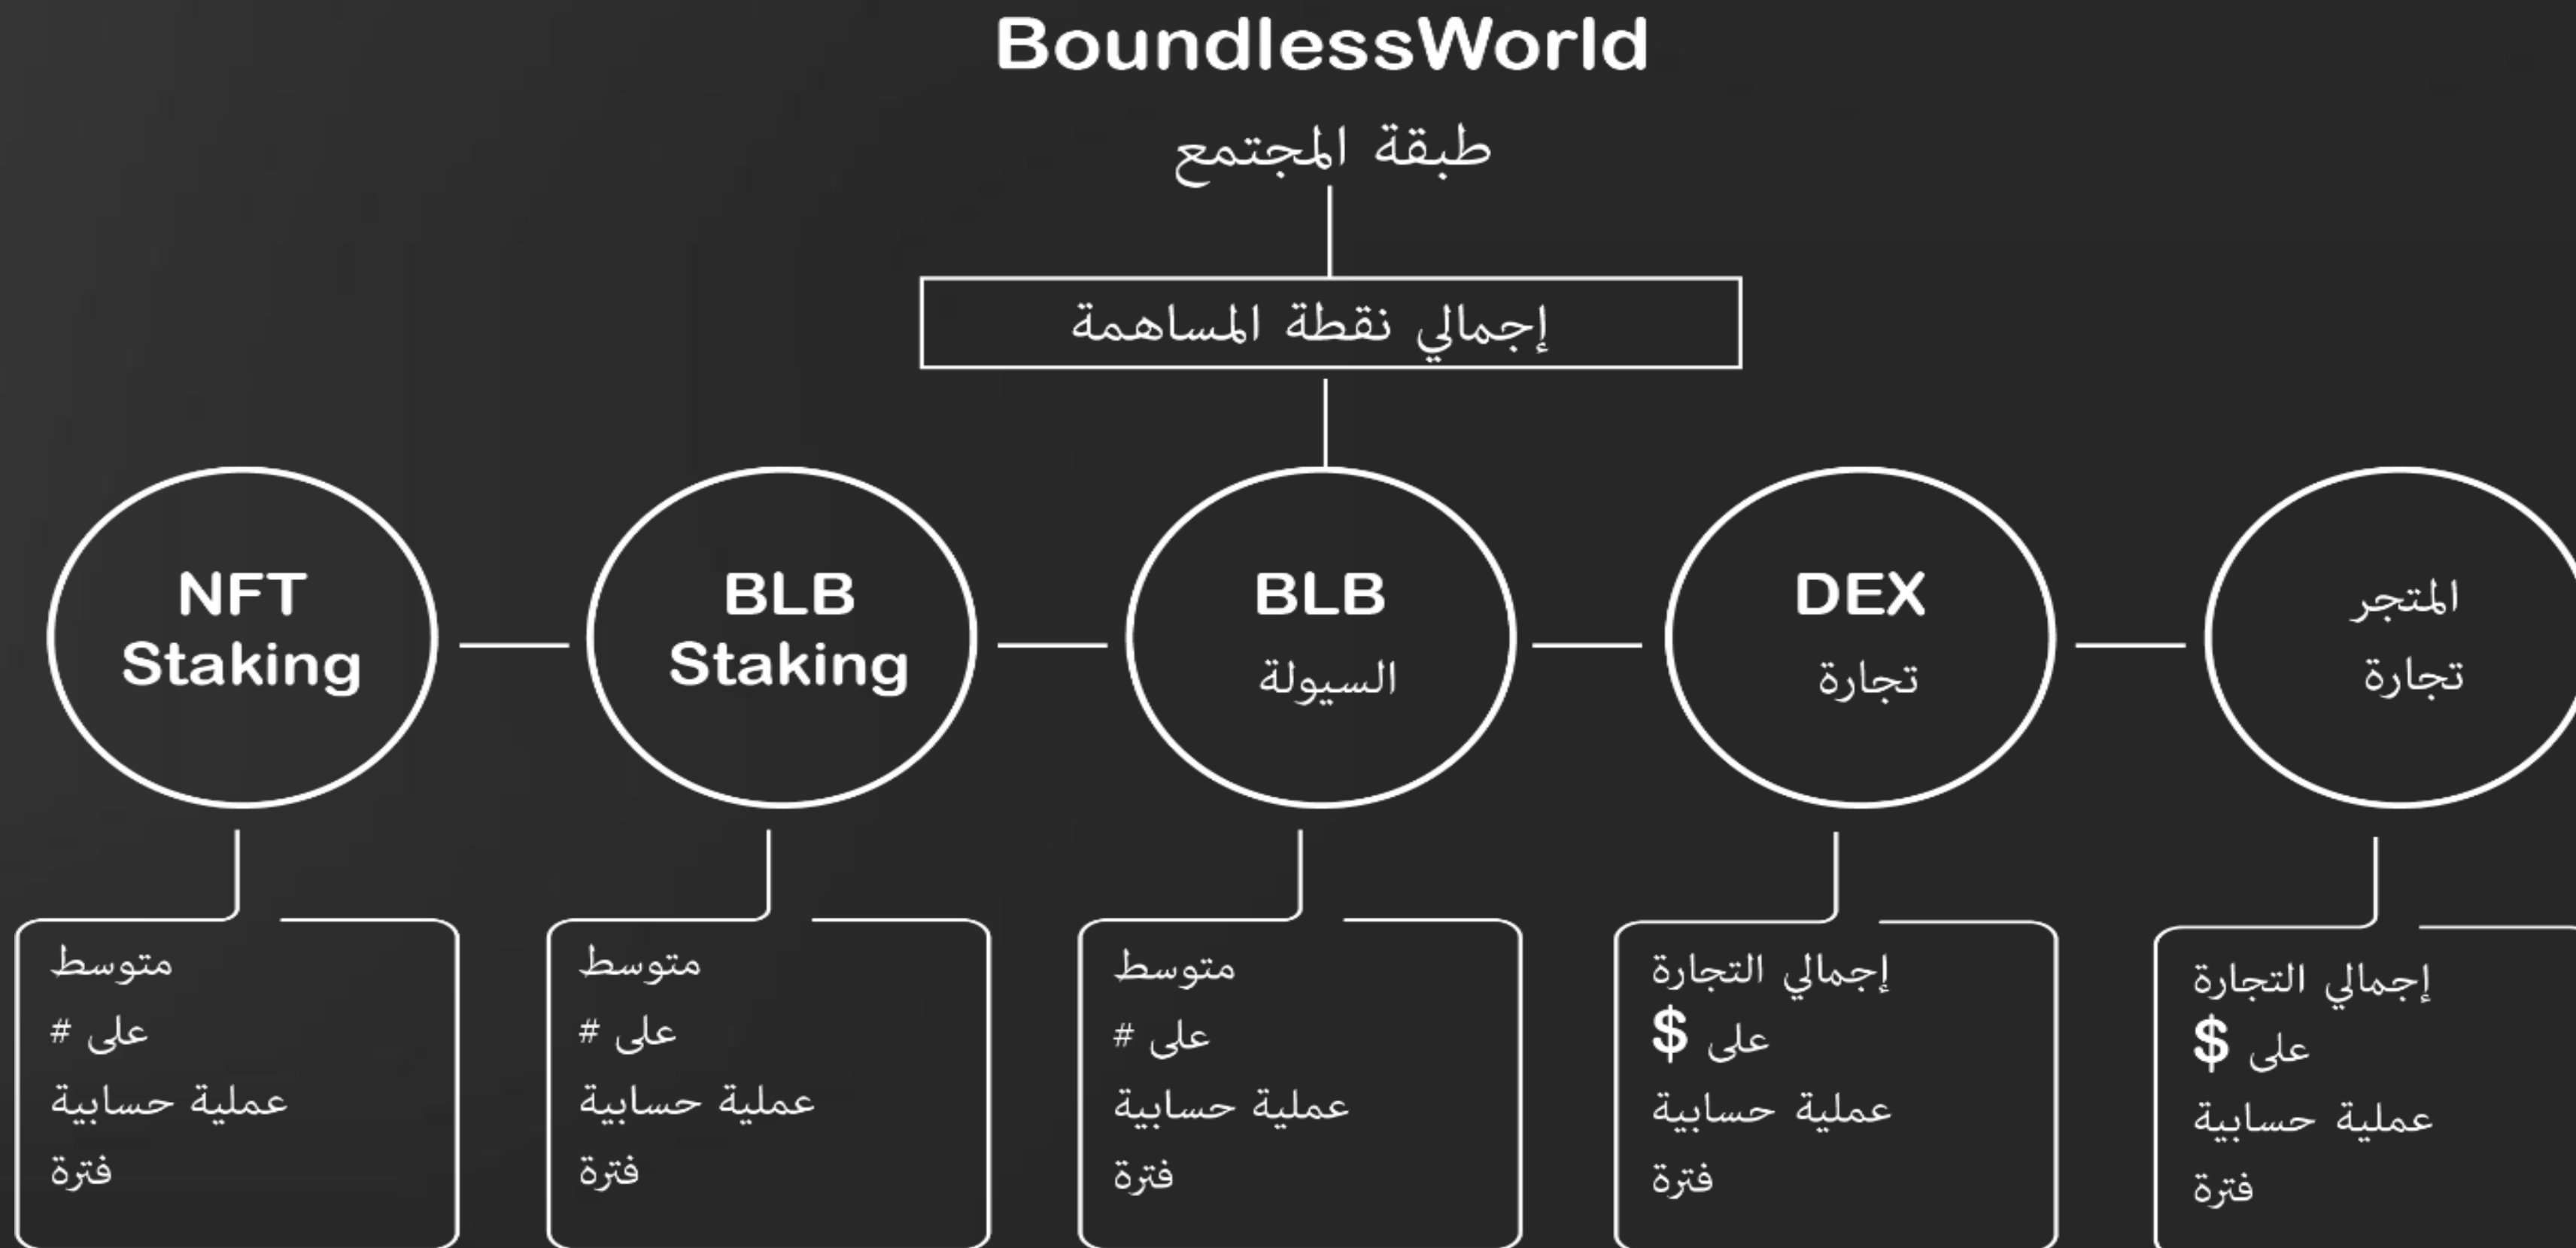 BoundlessWorld
طبقة المجتمع
إجمالي نقطة المساهمة
NFT
Staking
BLB
Staking
BLB
السيولة
DEX
تجارة
المتجر
تجارة
متوسط
على #
عملية حسابية
فترة
متوسط
على #
عملية حسابية
فترة
متوسط
على #
عملية حسابية
فترة
إجمالي التجارة
على $
عملية حسابية
فترة
إجمالي التجارة
على $
عملية حسابية
فترة